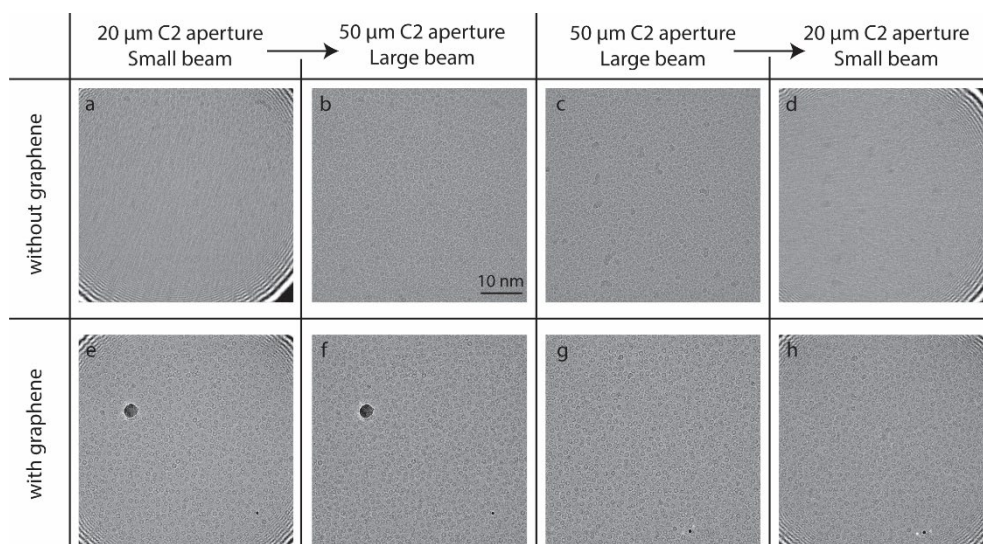 20 µm C2 aperture
Small beam
50 µm C2 aperture
Large beam
50 µm C2 aperture
Large beam
20 µm C2 aperture
Small beam
without graphene
a
b
c
d
10 nm
with graphene
e
f
g
h